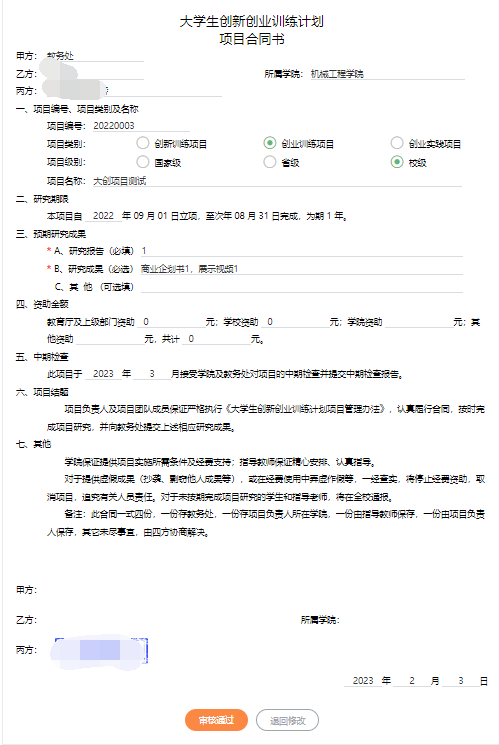 大学生创新创业训练计划
项目合同书
甲方： 教务处
乙方： 所属学院： 机械工程学院
丙方：
一、项目编号、项目类别及名称
项目编号： 20220003
项目类别： 创新训练项目 创业训练项目 创业实践项目
项目级别： 国家级 省级 校级
项目名称： 大创项目测试
二、研究期限
本项目自 2022 年 09 月 01 日立项，至次年 08 月 31 日完成，为期 1 年。
三、预期研究成果
* A、研究报告（必填） 1
* B、研究成果（必选） 商业企划书1，展示视频1
C、其 他 （可选填）
四、资助金额
教育厅及上级部门资助 0 元；学校资助 0 元；学院资助 元；其
他资助 元，共计 0 元。
五、中期检查
此项目于 2023 年 3 月接受学院及教务处对项目的中期检查并提交中期检查报告。
六、项目结题
项目负责人及项目团队成员保证严格执行《大学生创新创业训练计划项目管理办法》，认真履行合同，按时完
成项目研究，并向教务处提交上述相应研究成果。
七、其他
学院保证提供项目实施所需条件及经费支持；指导教师保证精心安排、认真指导。
对于提供虚假成果（抄袭、剽窃他人成果等），或在经费使用中弄虚作假等，一经查实，将停止经费资助，取
消项目，追究有关人员责任。对于未按期完成项目研究的学生和指导老师，将在全校通报。
备注：此合同一式四份，一份存教务处，一份存项目负责人所在学院，一份由指导教师保存、一份由项目负责
人保存，其它未尽事宜，由四方协商解决。
甲方：
乙方： 所属学院：
丙方：
2023 年 2 月 3 日
审核通过 退回修改